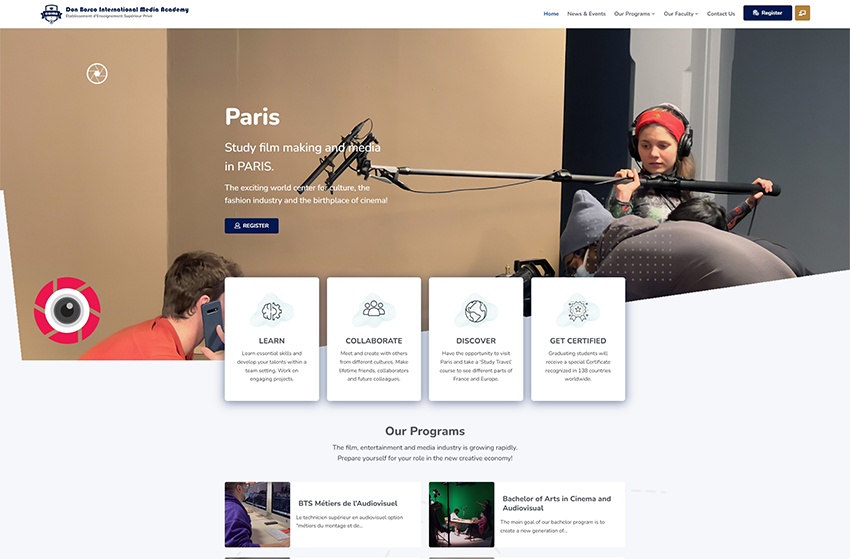 Don Bosco International Media Academy
Établissement d'Enseignement Supérieur Privé
Home
News & Events
Our Programs
Our Faculty
Contact Us
Register
Paris
Study film making and media
in PARIS.
The exciting world center for culture, the
fashion industry and the birthplace of cinema!
REGISTER
LEARN
Learn essential skills and
develop your talents within a
team setting. Work on
engaging projects.
COLLABORATE
Meet and create with others
from different cultures. Make
lifetime friends, collaborators
and future colleagues.
DISCOVER
Have the opportunity to visit
Paris and take a 'Study Travel'
course to see different parts of
France and Europe.
GET CERTIFIED
Graduating students will
receive a special Certificate
recognized in 138 countries
worldwide.
Our Programs
The film, entertainment and media industry is growing rapidly.
Prepare yourself for your role in the new creative economy!
BTS Métiers de l'Audiovisuel
Le technicien supérieur en audiovisuel option
"métiers du montage et de...
Bachelor of Arts in Cinema and
Audiovisual
The main goal of our bachelor program is to
create a new generation of...